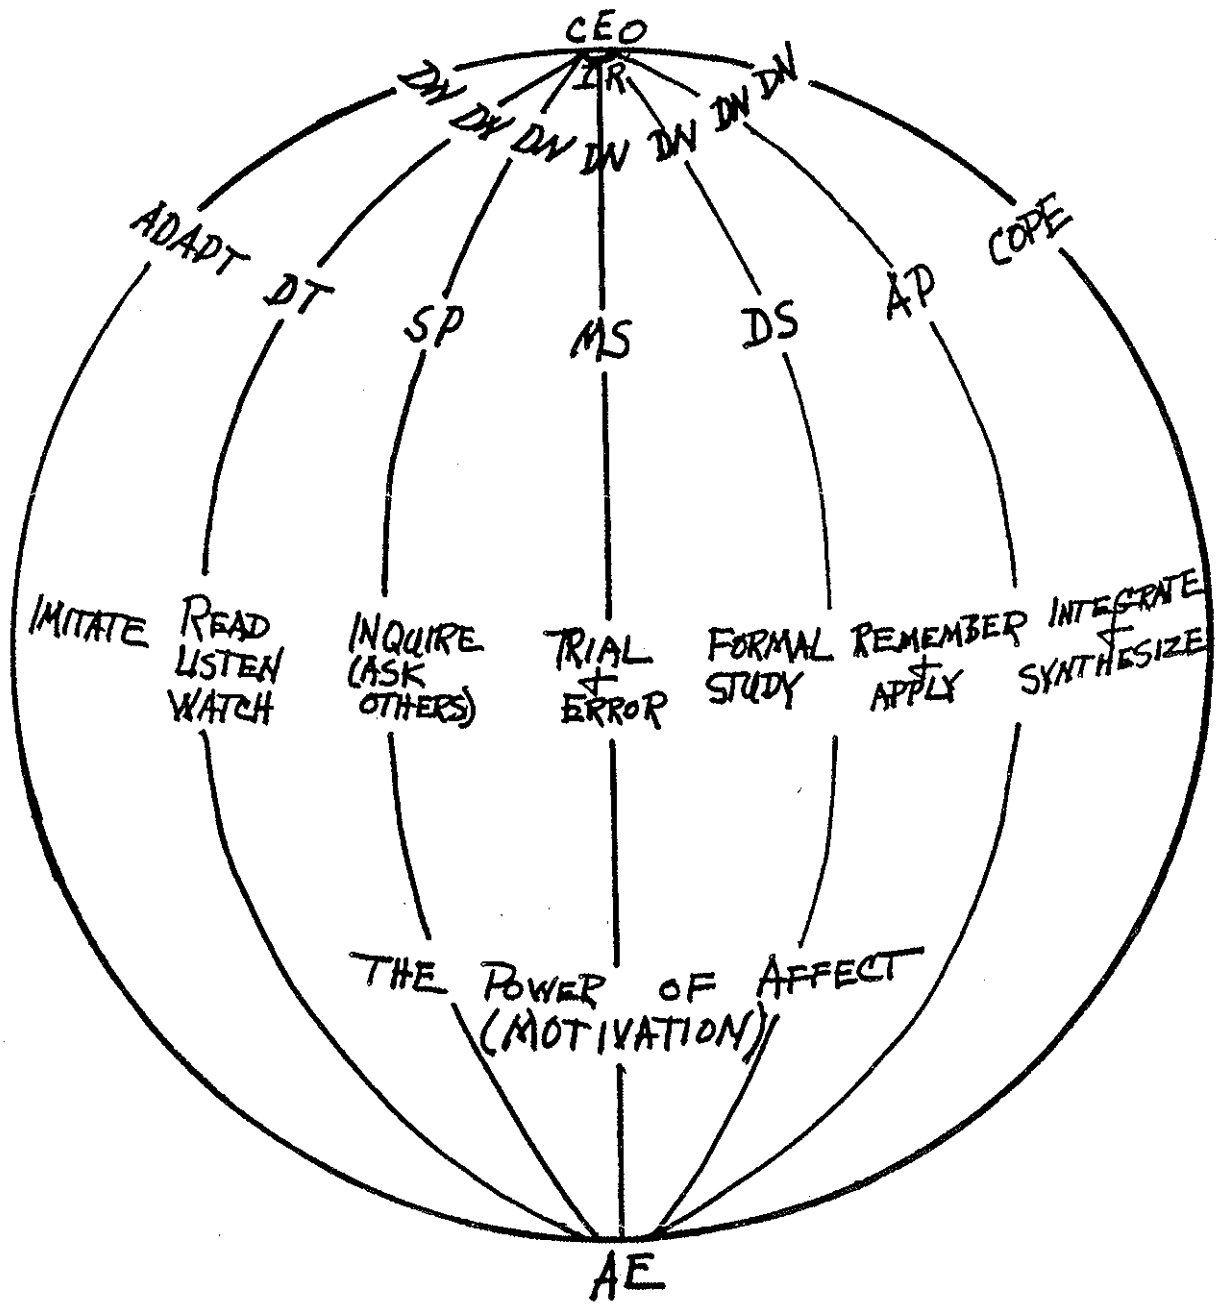 CEO
IR
DN DN DN DN DN DN DN
ADAPT DT SP MS DS AP COPE
IMITATE
READ
LISTEN
WATCH
INQUIRE
(ASK
OTHERS)
TRIAL
+
ERROR
FORMAL
STUDY
REMEMBER
+
APPLY
INTEGRATE
+
SYNTHESIZE
THE POWER OF AFFECT
(MOTIVATION)
AE